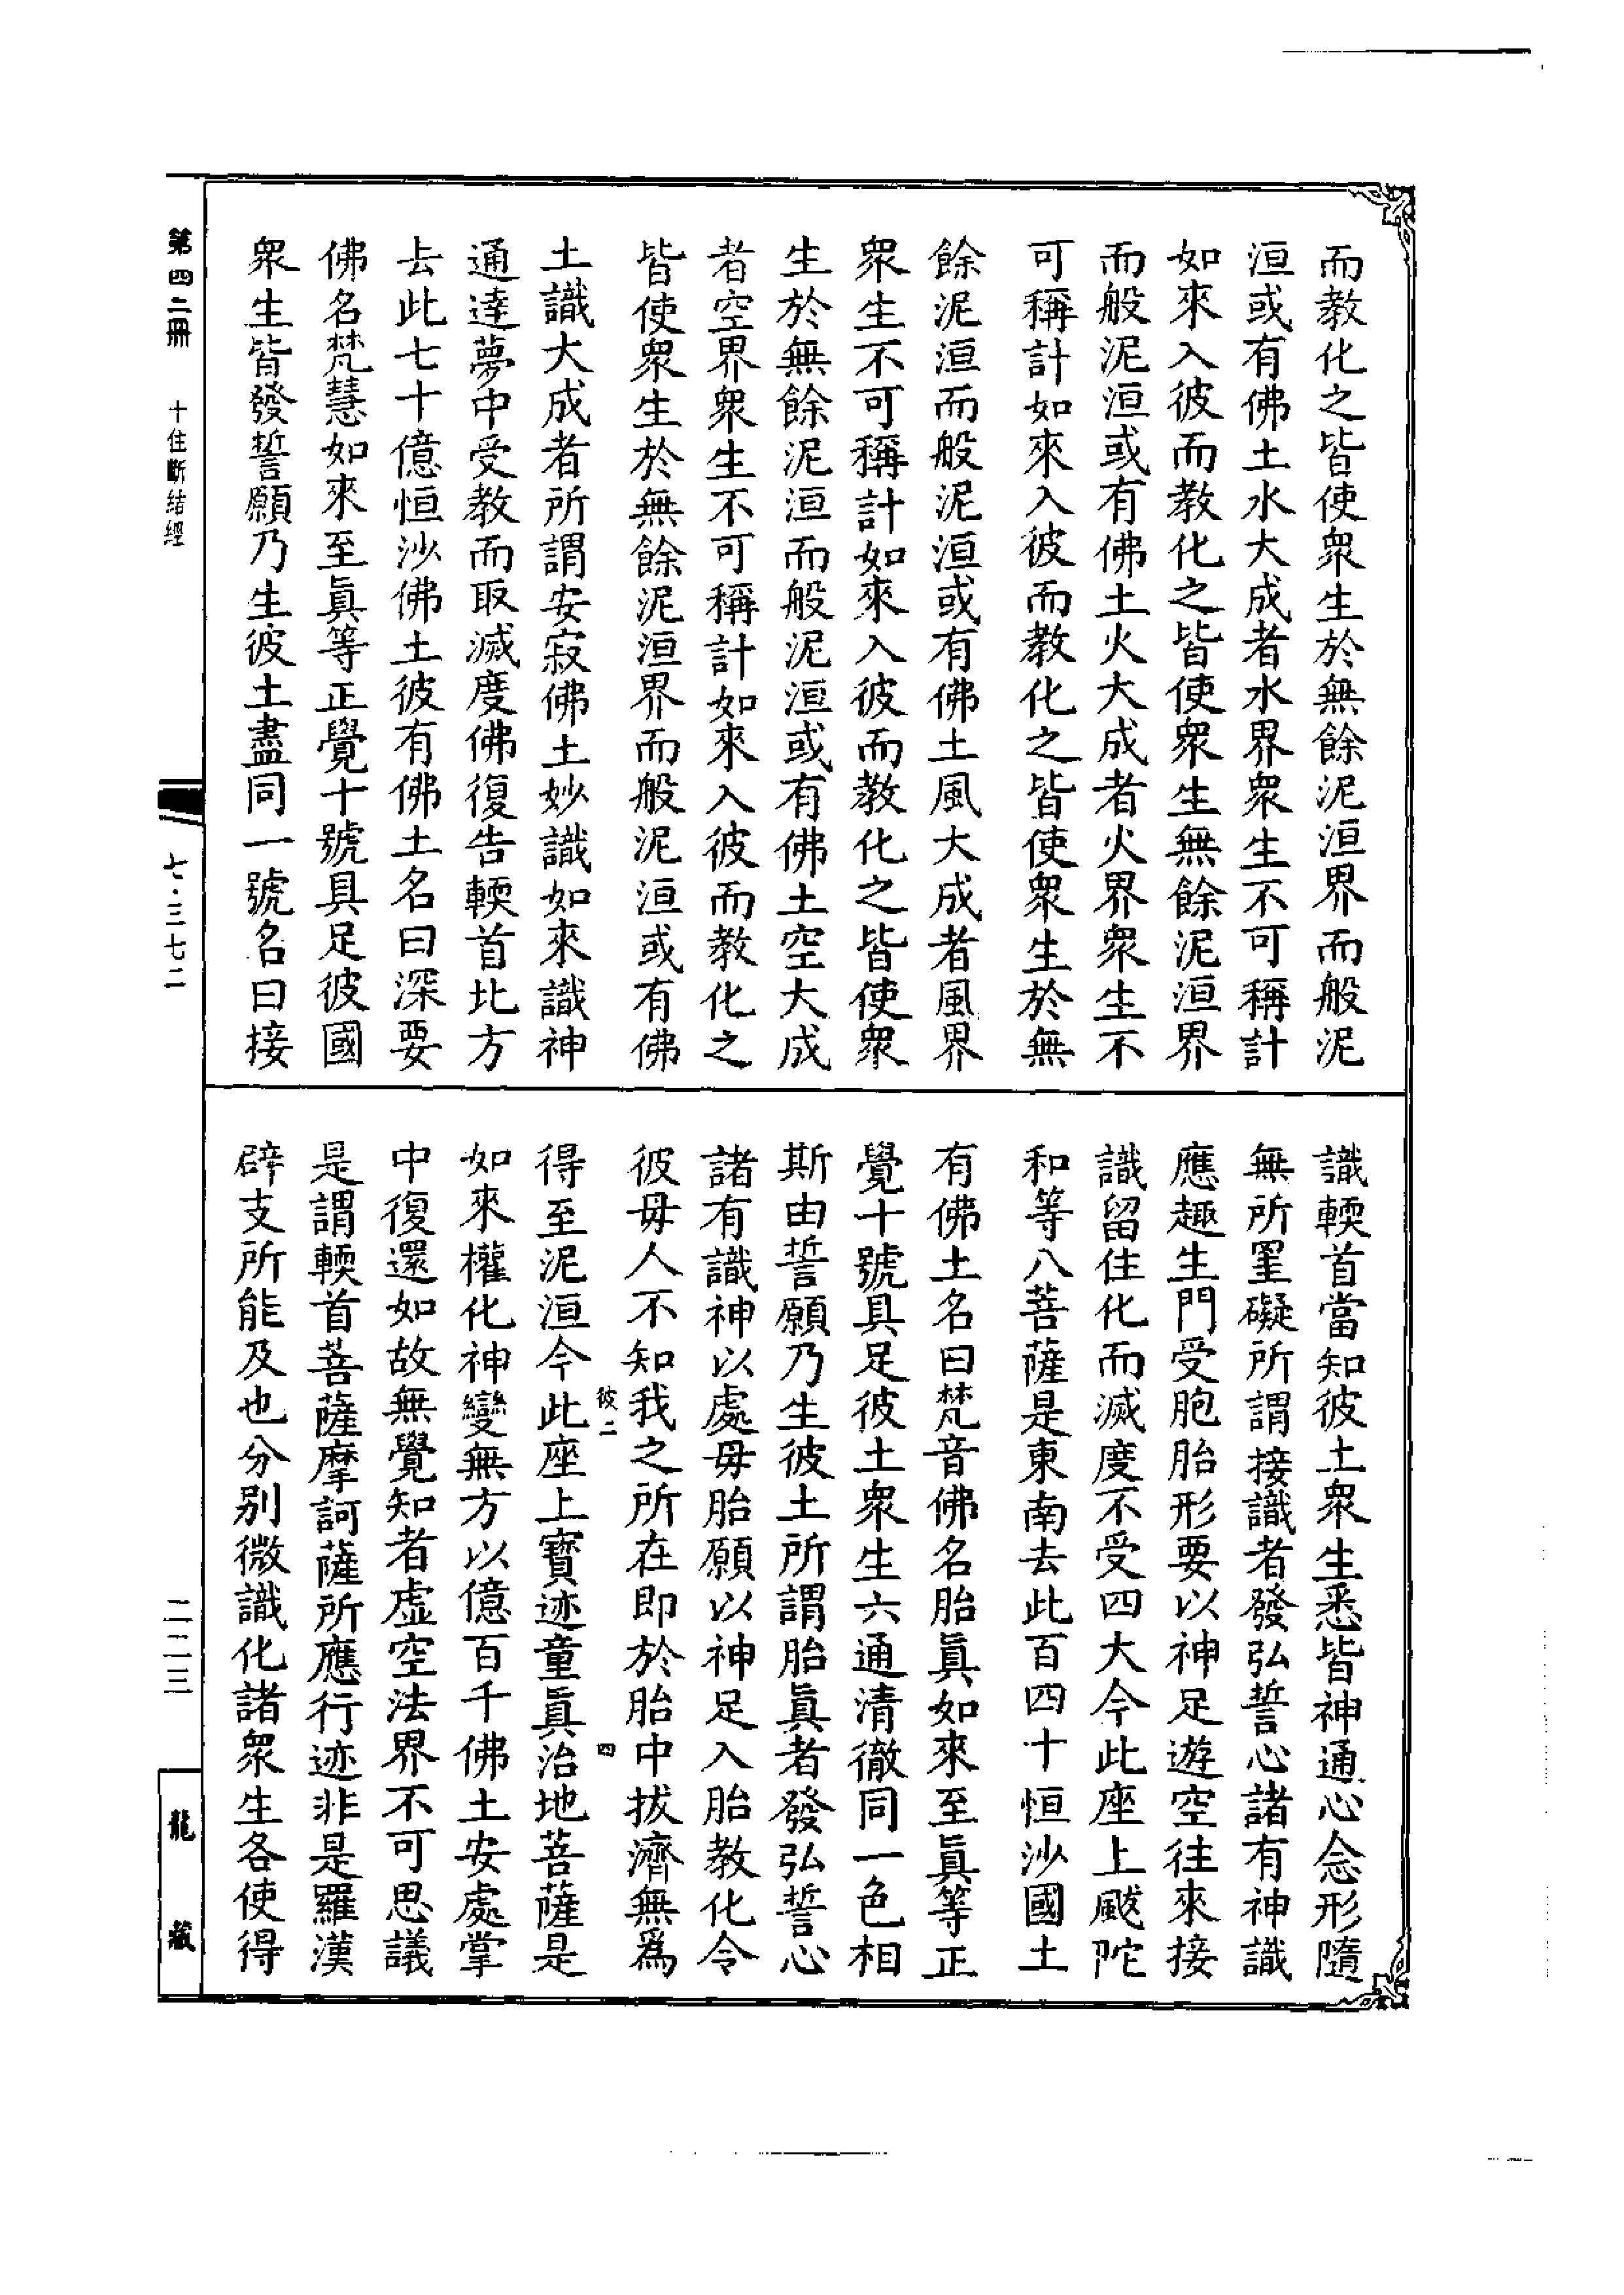 而教化之皆使衆生於無餘泥洹界而般泥
洹或有佛土水大成者水界衆生不可稱計
如來入彼而教化之皆使衆生無餘泥洹界
而般泥洹或有佛土火大成者火界衆生不
可稱計如來入彼而教化之皆使衆生於無
餘泥洹而般泥洹或有佛土風大成者風界
衆生不可稱計如來入彼而教化之皆使衆
生於無餘泥洹而般泥洹或有佛土空大成
者空界衆生不可稱計如來入彼而教化之
皆使衆生於無餘泥洹界而般泥洹或有佛
土識大成者所謂安寂佛土妙識如來識神
通達夢中受教而取滅度佛復告輭首北方
去此七十億恒沙佛土彼有佛土名曰深要
佛名梵慧如來至眞等正覺十號具足彼國
衆生皆發誓願乃生彼土盡同一號名曰接
識輭首當知彼土衆生悉皆神通心念形隨
無所罣礙所謂接識者發弘誓心諸有神識
應趣生門受胞胎形要以神足遊空往來接
識留住化而滅度不受四大今此座上颰陀
和等八菩薩是東南去此百四十恒沙國土
有佛土名曰梵音佛名胎眞如來至眞等正
覺十號具足彼土衆生六通清徹同一色相
斯由誓願乃生彼土所謂胎眞者發弘誓心
諸有識神以處毋胎願以神足入胎教化令
彼毋人不知我之所在即於胎中拔濟無爲
彼二
四
得至泥洹今此座上寶迹童眞治地菩薩是
如來權化神變無方以億百千佛土安處掌
中復還如故無覺知者虛空法界不可思議
是謂輭首菩薩摩訶薩所應行迹非是羅漢
辟支所能及也分別微識化諸衆生各使得
第四二冊
十住斷結經
七·三七二
二二三
龍藏